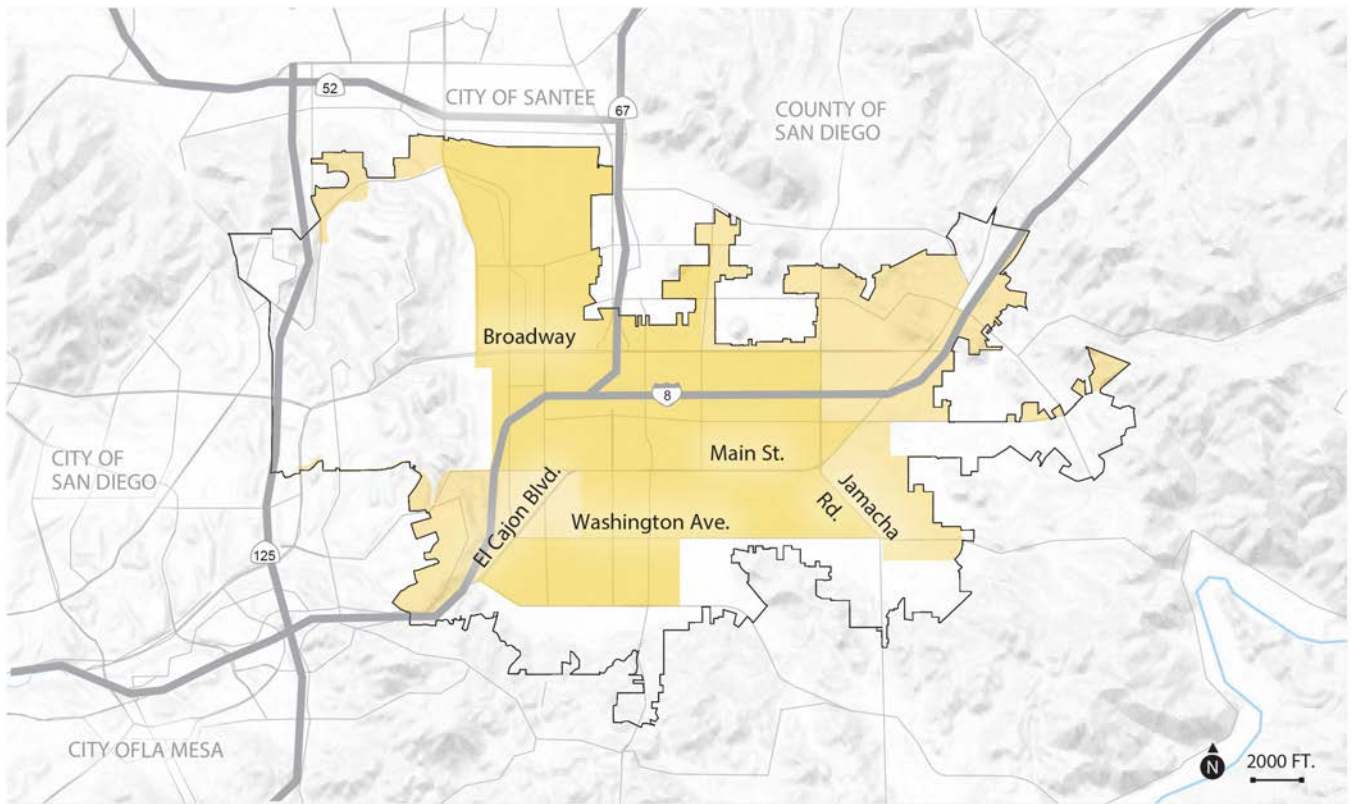 52
CITY OF SANTEE
67
COUNTY OF
SAN DIEGO
Broadway
8
CITY OF
SAN DIEGO
Main St.
El Cajon Blvd.
Jamacha
Rd.
Washington Ave.
125
CITY OFLA MESA
N
2000 FT.